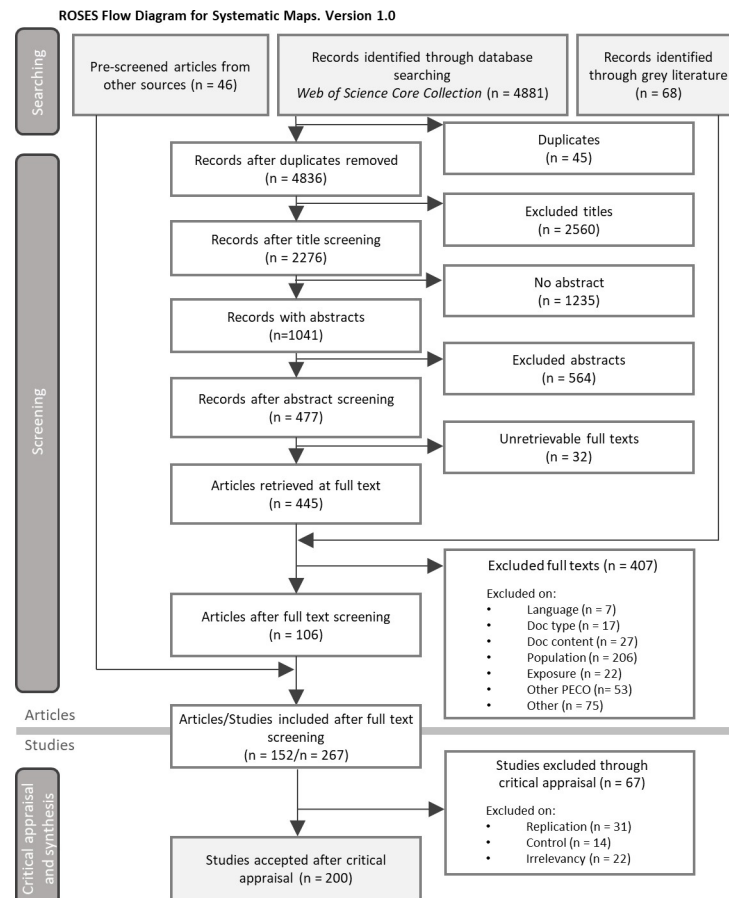 ROSES Flow Diagram for Systematic Maps. Version 1.0
Searching
Pre-screened articles from
other sources (n = 46)
Records identified through database
searching
Web of Science Core Collection (n = 4881)
Records identified
through grey literature
(n = 68)
Screening
Duplicates
(n = 45)
Records after duplicates removed
(n = 4836)
Excluded titles
(n = 2560)
Records after title screening
(n = 2276)
No abstract
(n = 1235)
Records with abstracts
(n=1041)
Excluded abstracts
(n = 564)
Records after abstract screening
(n = 477)
Unretrievable full texts
(n = 32)
Articles retrieved at full text
(n = 445)
Excluded full texts (n = 407)
Excluded on:
• Language (n = 7)
• Doc type (n = 17)
• Doc content (n = 27)
• Population (n = 206)
• Exposure (n = 22)
• Other PECO (n= 53)
• Other (n = 75)
Articles after full text screening
(n = 106)
Articles
Studies
Articles/Studies included after full text
screening
(n = 152/n = 267)
Critical appraisal
and synthesis
Studies excluded through
critical appraisal (n = 67)
Excluded on:
• Replication (n = 31)
• Control (n = 14)
• Irrelevancy (n = 22)
Studies accepted after critical
appraisal (n = 200)